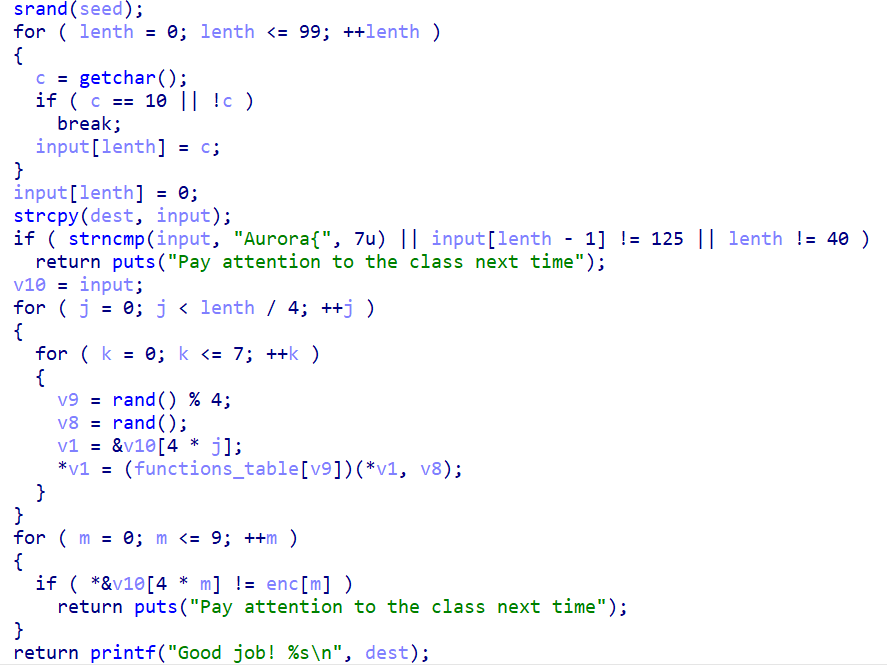 srand(seed);
for ( lenth = 0; lenth <= 99; ++lenth )
{
  c = getchar();
  if ( c == 10 || !c )
    break;
  input[lenth] = c;
}
input[lenth] = 0;
strcpy(dest, input);
if ( strncmp(input, "Aurora{", 7u) || input[lenth - 1] != 125 || lenth != 40 )
  return puts("Pay attention to the class next time");
v10 = input;
for ( j = 0; j < lenth / 4; ++j )
{
  for ( k = 0; k <= 7; ++k )
  {
    v9 = rand() % 4;
    v8 = rand();
    v1 = &v10[4 * j];
    *v1 = (functions_table[v9])(*v1, v8);
  }
}
for ( m = 0; m <= 9; ++m )
{
  if ( *&v10[4 * m] != enc[m] )
    return puts("Pay attention to the class next time");
}
return printf("Good job! %s\n", dest);